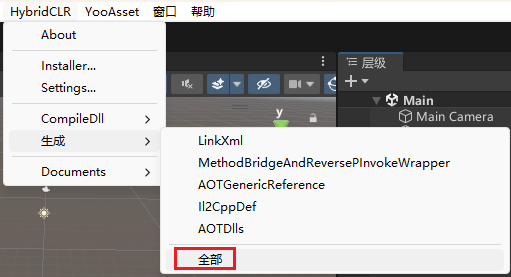 HybridCLR YooAsset 窗口 帮助
About
Installer...
Settings...
CompileDll
生成
Documents
LinkXml
MethodBridgeAndReversePInvokeWrapper
AOTGenericReference
Il2CppDef
AOTDlls
全部
层级
Main
Main Camera
y